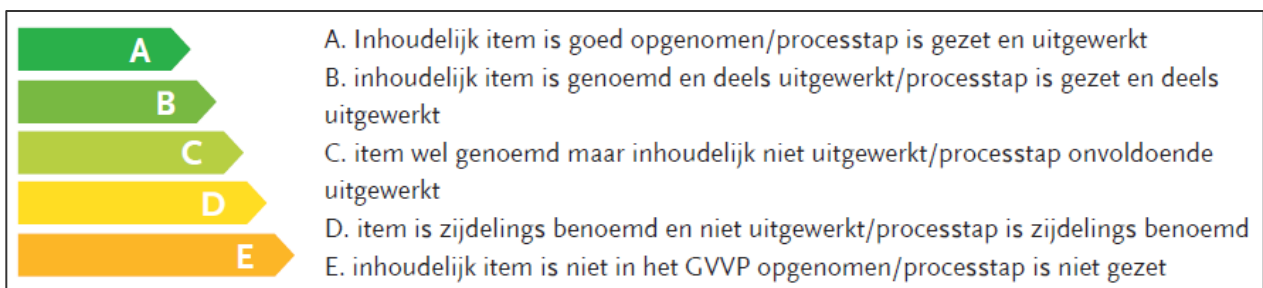 A
B
C
D
E
A. Inhoudelijk item is goed opgenomen/processtap is gezet en uitgewerkt
B. inhoudelijk item is genoemd en deels uitgewerkt/processtap is gezet en deels
uitgewerkt
C. item wel genoemd maar inhoudelijk niet uitgewerkt/processtap onvoldoende
uitgewerkt
D. item is zijdelings benoemd en niet uitgewerkt/processtap is zijdelings benoemd
E. inhoudelijk item is niet in het GVVP opgenomen/processtap is niet gezet